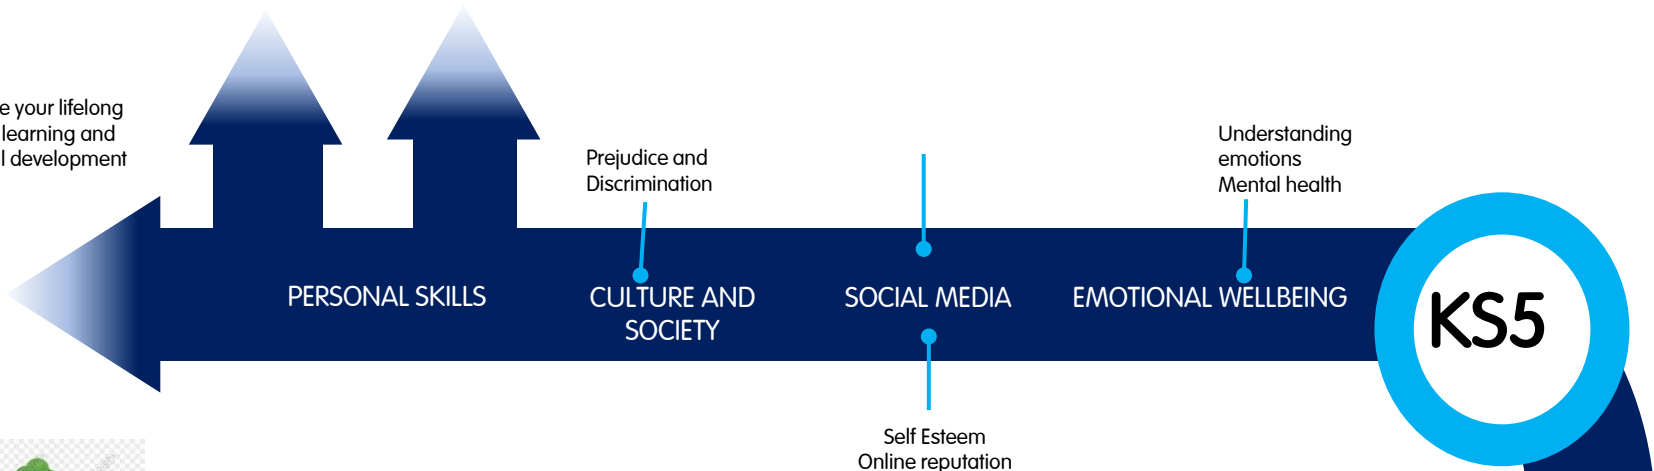 e your lifelong
learning and
l development
Prejudice and
Discrimination
Understanding
emotions
Mental health
PERSONAL SKILLS
CULTURE AND
SOCIETY
SOCIAL MEDIA
EMOTIONAL WELLBEING
KS5
Self Esteem
Online reputation